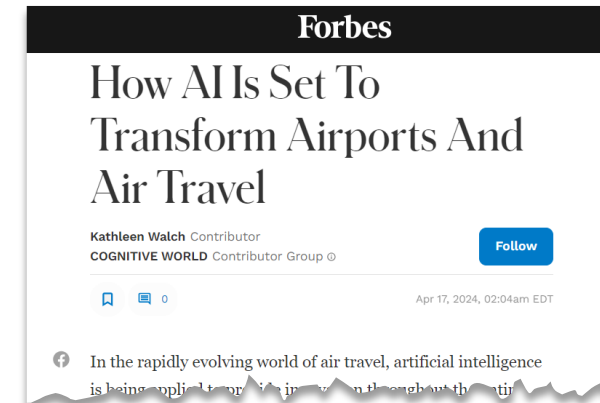 Forbes
How AI Is Set To
Transform Airports And
Air Travel
Kathleen Walch Contributor
Follow
COGNITIVE WORLD Contributor Group
0
Apr 17, 2024, 02:04am EDT
In the rapidly evolving world of air travel, artificial intelligence
is being applied to